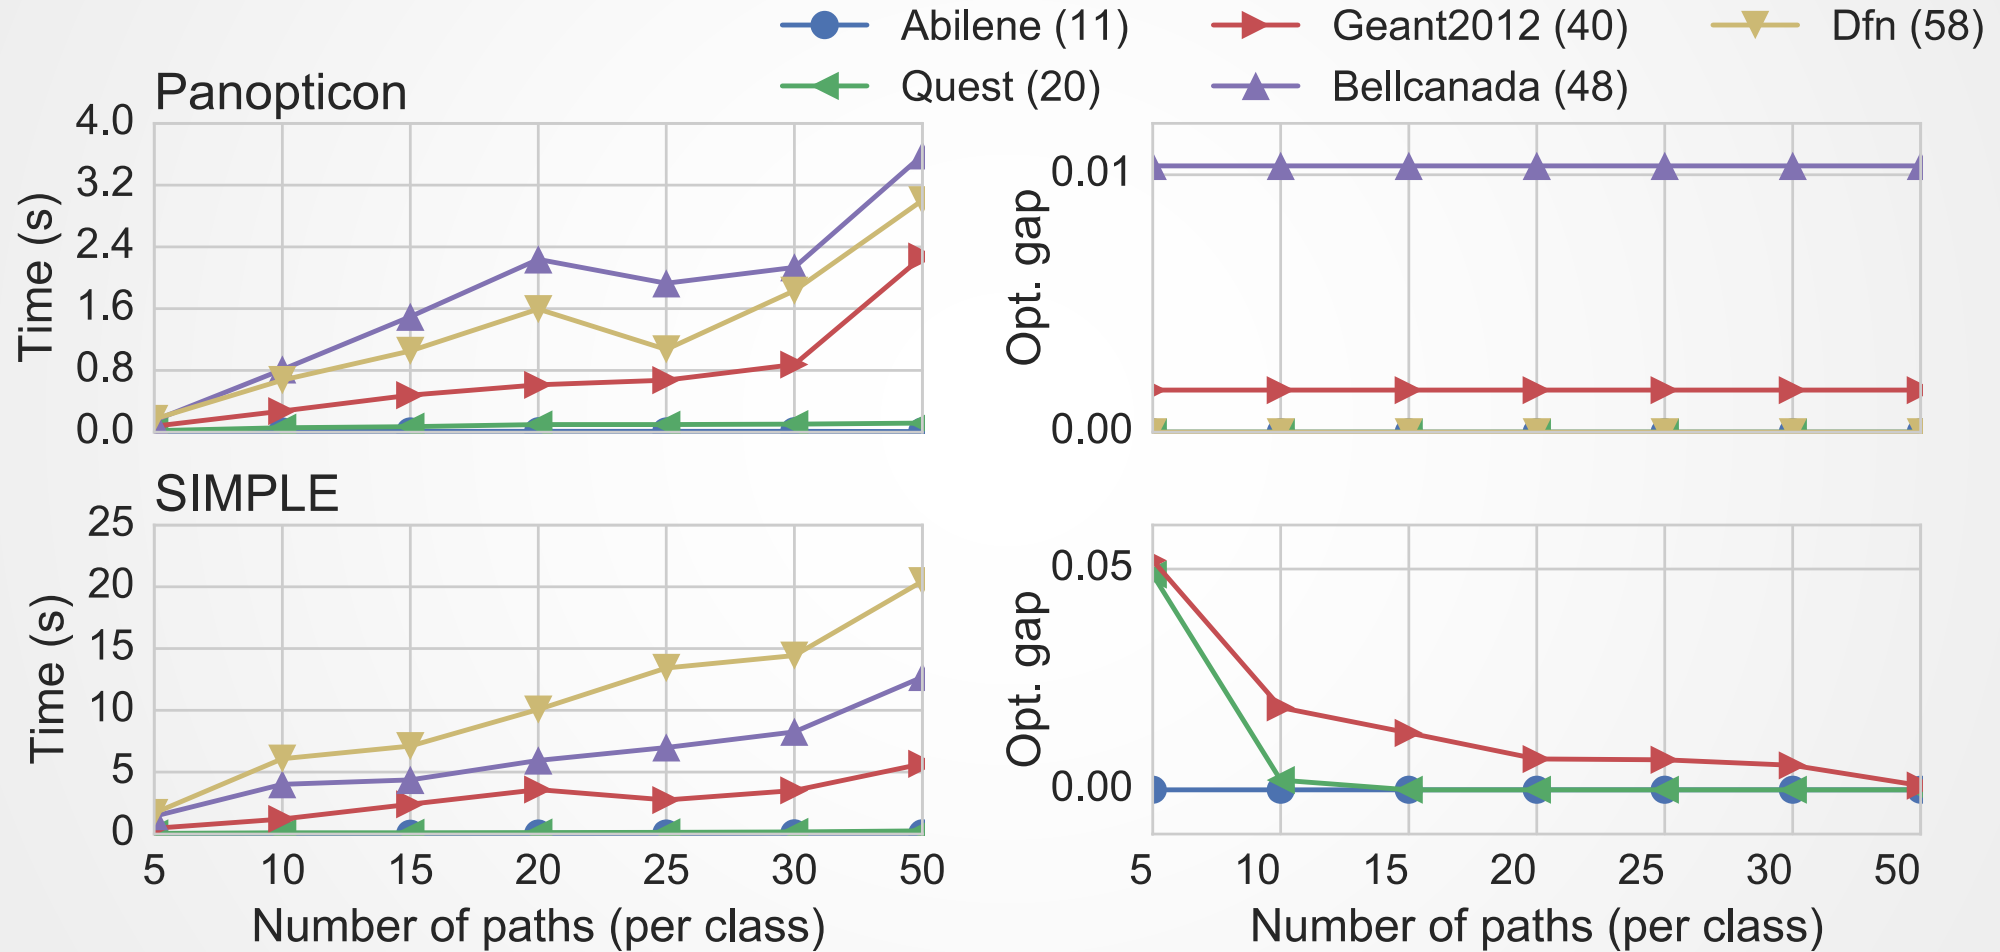 Abilene (11)
Geant2012 (40)
Dfn (58)
Quest (20)
Bellcanada (48)
Panopticon
4.0
3.2
2.4
1.6
0.8
0.0
Time (s)
0.01
0.00
Opt. gap
SIMPLE
25
20
15
10
5
0
Time (s)
5 10 15 20 25 30 50
Number of paths (per class)
0.05
0.00
Opt. gap
5 10 15 20 25 30 50
Number of paths (per class)